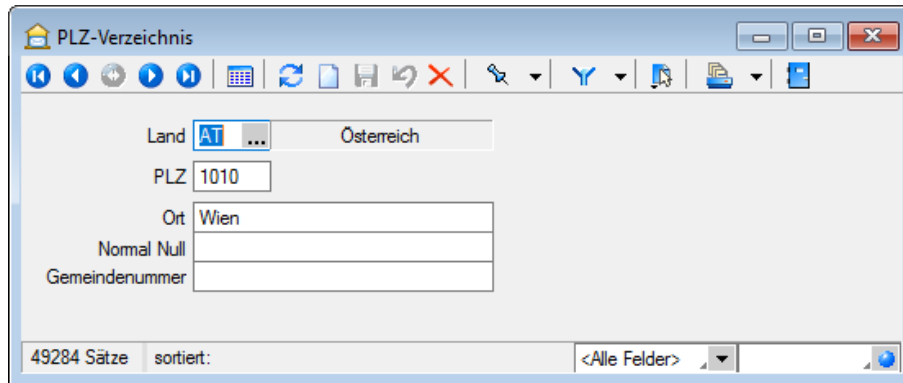 PLZ-Verzeichnis
Land AT ... Österreich
PLZ 1010
Ort Wien
Normal Null
Gemeindenummer
49284 Sätze sortiert: <Alle Felder>